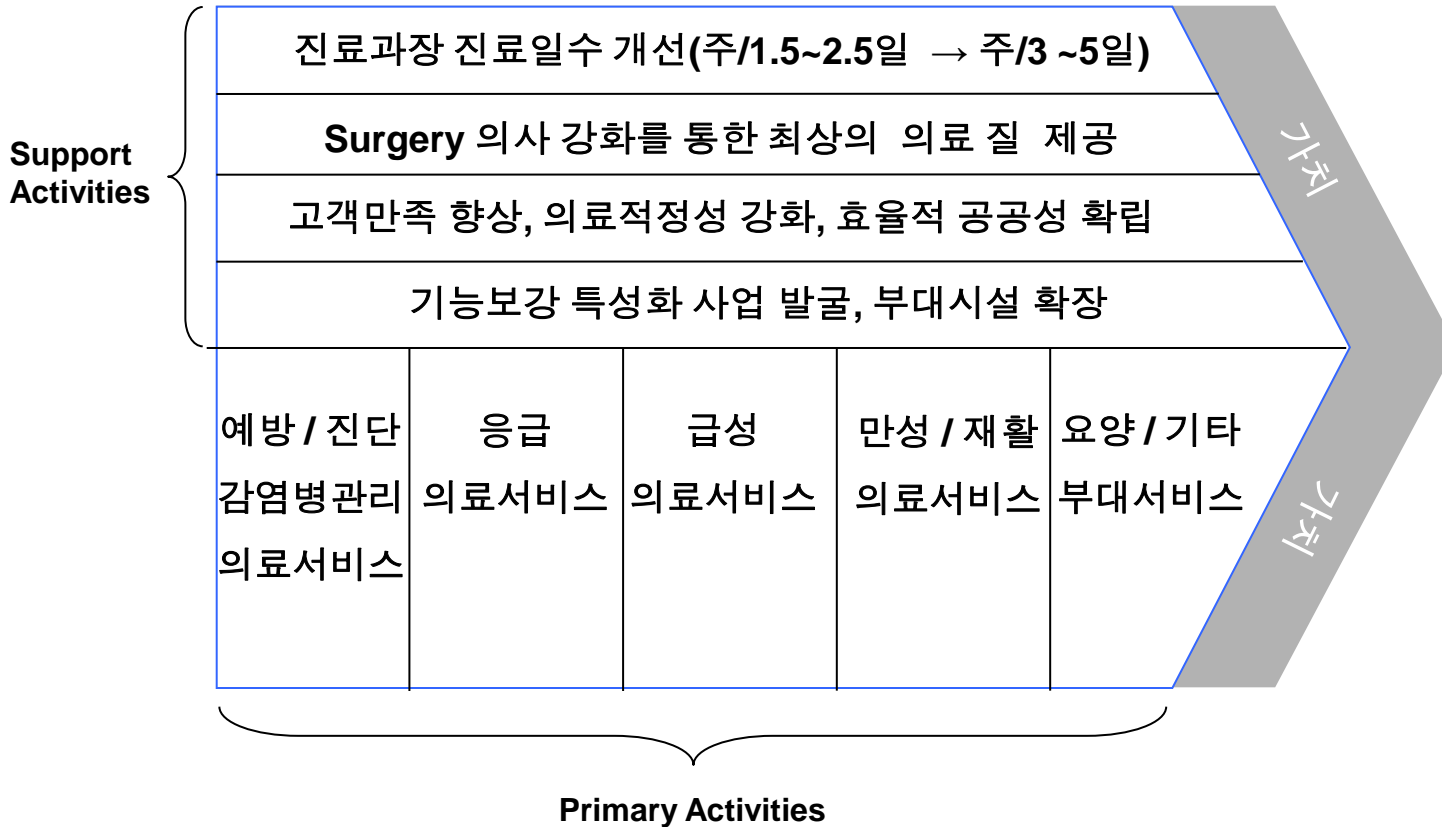 진료과장 진료일수 개선(주/1.5~2.5일 → 주/3 ~5일)
Surgery 의사 강화를 통한 최상의 의료 질 제공
고객만족 향상, 의료적정성 강화, 효율적 공공성 확립
기능보강 특성화 사업 발굴, 부대시설 확장
Support
Activities
가치
예방 / 진단
감염병관리
의료서비스
응급
의료서비스
급성
의료서비스
만성 / 재활
의료서비스
요양 / 기타
부대서비스
가치
Primary Activities